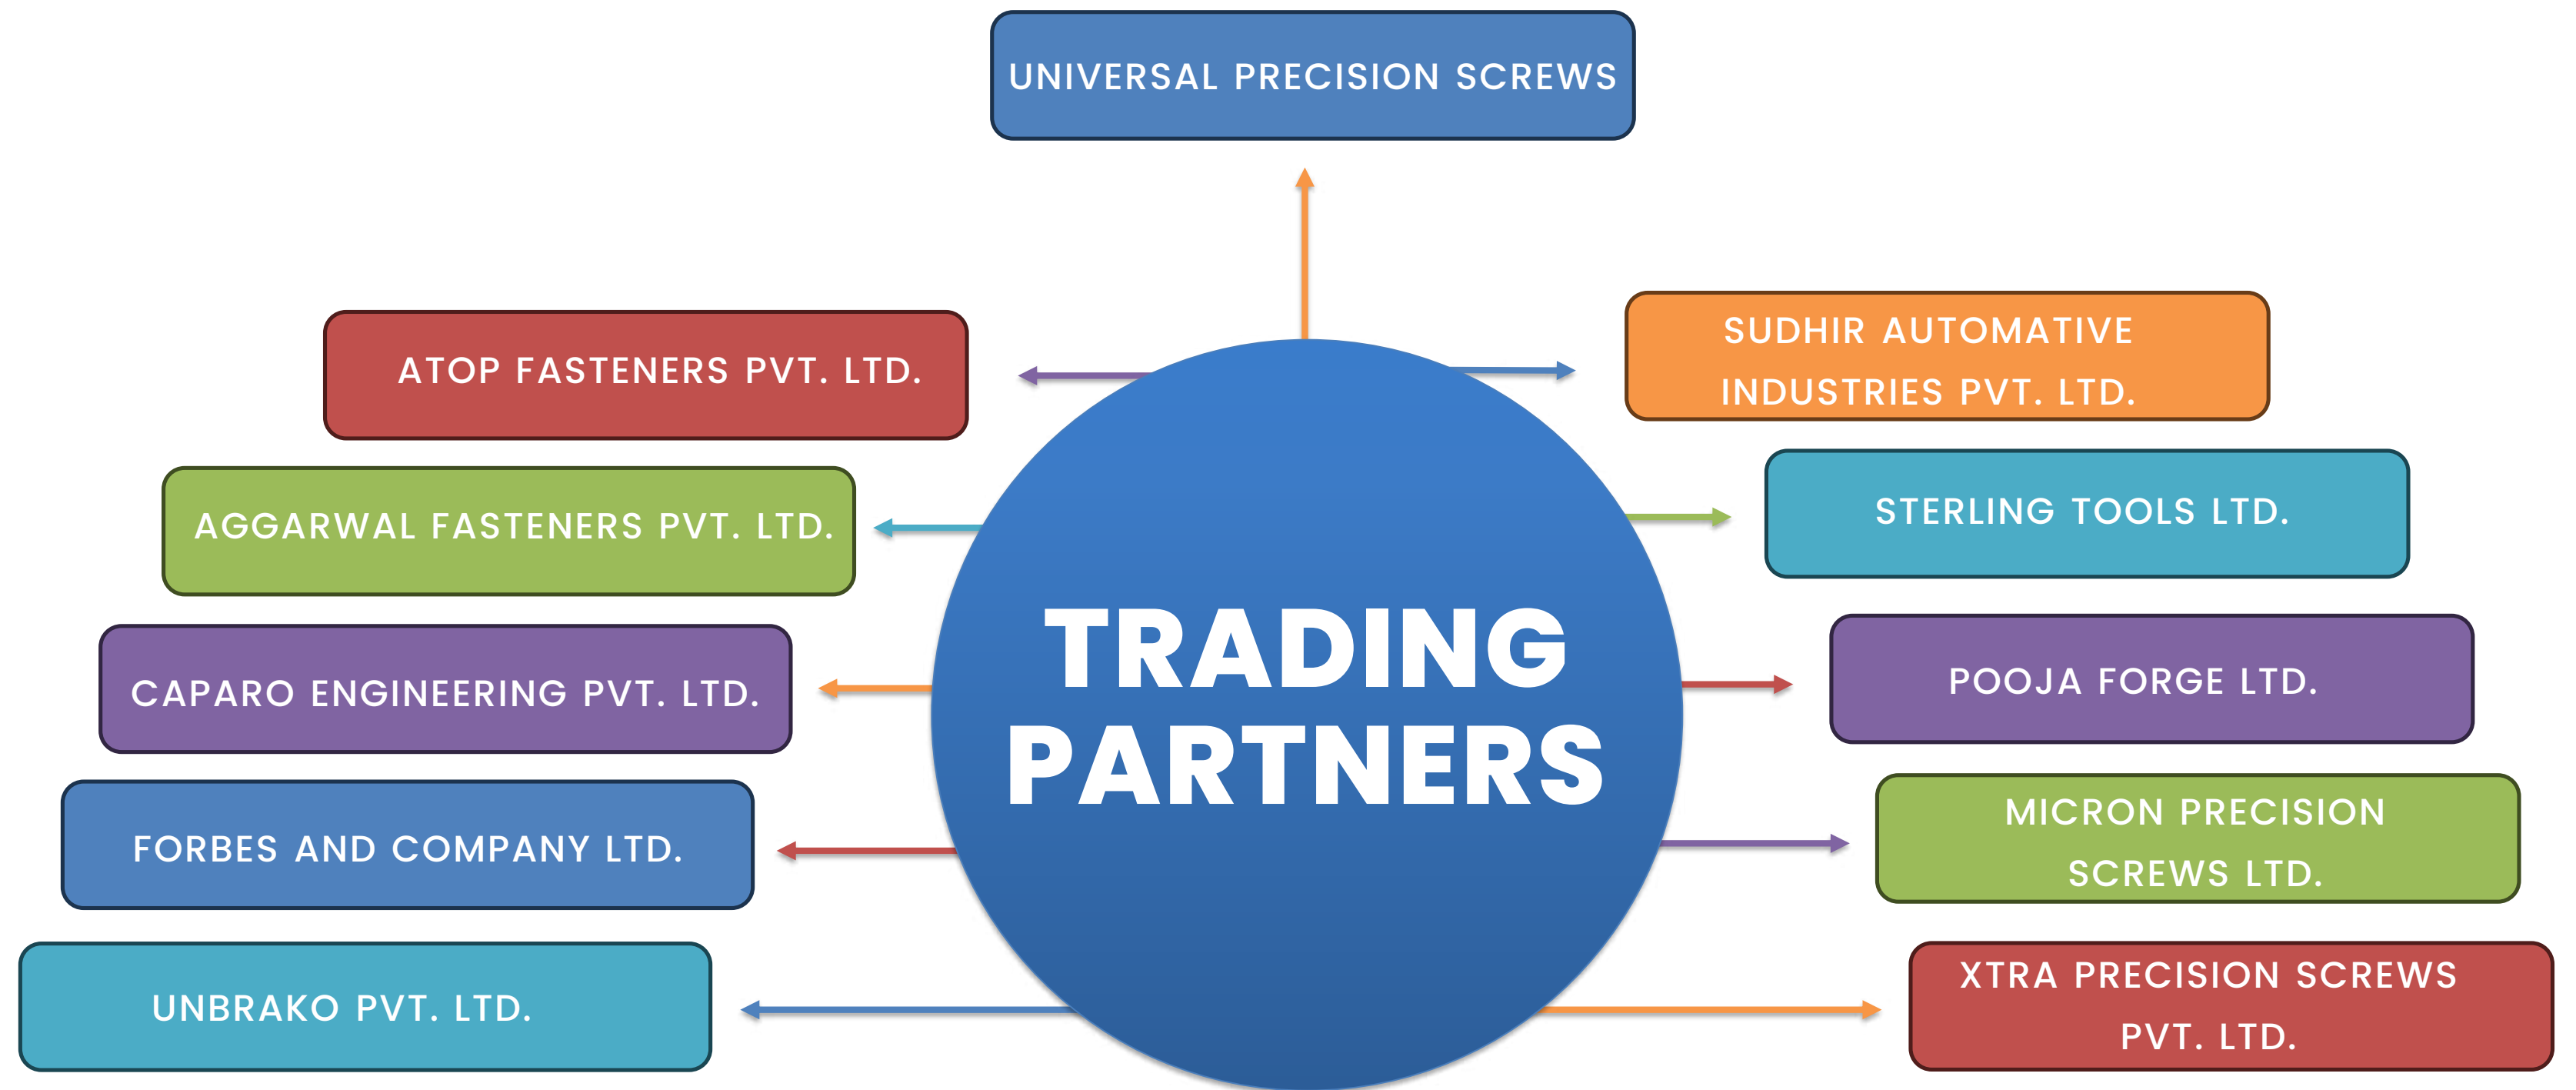 UNIVERSAL PRECISION SCREWS
ATOP FASTENERS PVT. LTD.
AGGARWAL FASTENERS PVT. LTD.
CAPARO ENGINEERING PVT. LTD.
FORBES AND COMPANY LTD.
UNBRAKO PVT. LTD.
TRADING
PARTNERS
SUDHIR AUTOMATIVE
INDUSTRIES PVT. LTD.
STERLING TOOLS LTD.
POOJA FORGE LTD.
MICRON PRECISION
SCREWS LTD.
XTRA PRECISION SCREWS
PVT. LTD.